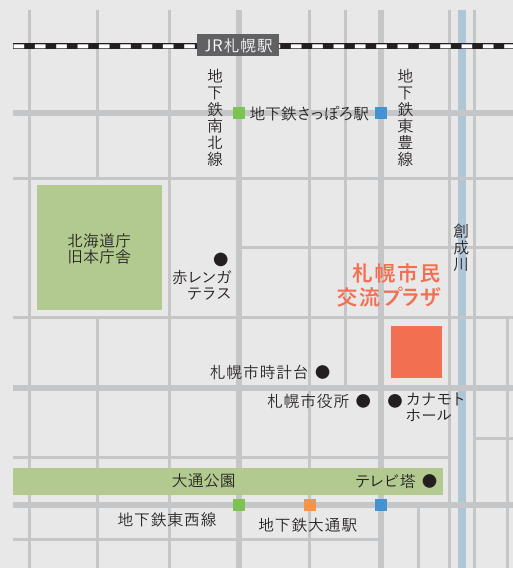 JR札幌駅
地下鉄南北線
地下鉄東豊線
地下鉄さっぽろ駅
北海道庁
旧本庁舎
創成川
赤レンガ
テラス
札幌市民
交流プラザ
札幌市時計台
札幌市役所
カナモト
ホール
大通公園
テレビ塔
地下鉄東西線
地下鉄大通駅